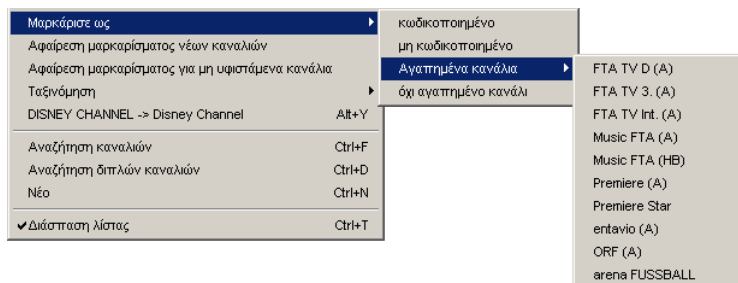 Μαρκάρισε ως
Αφαίρεση μαρκαρίσματος νέων καναλιών
Αφαίρεση μαρκαρίσματος για μη υφιστάμενα κανάλια
Ταξινόμηση
DISNEY CHANNEL -> Disney Channel Alt+Y
Αναζήτηση καναλιών Ctrl+F
Αναζήτηση διπλών καναλιών Ctrl+D
Νέο Ctrl+N
Διάσπαση λίστας Ctrl+T
κωδικοποιημένο
μη κωδικοποιημένο
Αγαπημένα κανάλια
όχι αγαπημένο κανάλι
FTA TV D (A)
FTA TV 3. (A)
FTA TV Int. (A)
Music FTA (A)
Music FTA (HB)
Premiere (A)
Premiere Star
entavio (A)
ORF (A)
arena FUSSBALL